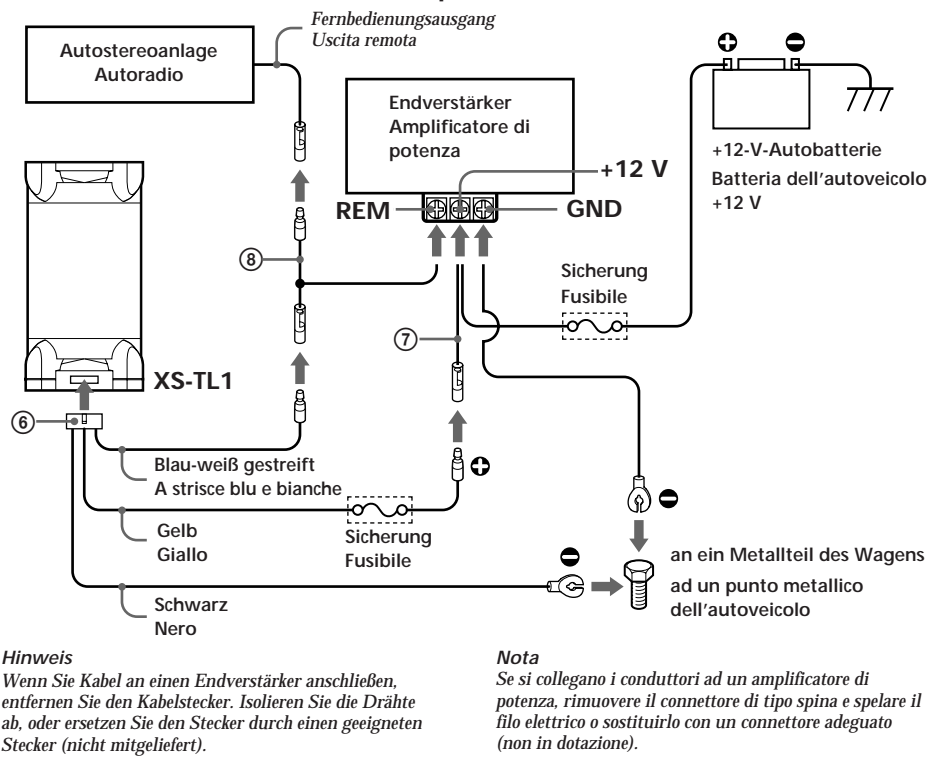 Fernbedienungsausgang
Uscita remota
Autostereoanlage
Autoradio
Endverstärker
Amplificatore di
potenza
+12 V
REM
GND
+12-V-Autobatterie
Batteria dell'autoveicolo
+12 V
Sicherung
Fusibile
⑧
⑦
XS-TL1
⑥
Blau-weiß gestreift
A strisce blu e bianche
Gelb
Giallo
Sicherung
Fusibile
Schwarz
Nero
an ein Metallteil des Wagens
ad un punto metallico
dell'autoveicolo
Hinweis
Wenn Sie Kabel an einen Endverstärker anschließen,
entfernen Sie den Kabelstecker. Isolieren Sie die Drähte
ab, oder ersetzen Sie den Stecker durch einen geeigneten
Stecker (nicht mitgeliefert).
Nota
Se si collegano i conduttori ad un amplificatore di
potenza, rimuovere il connettore di tipo spina e spelare il
filo elettrico o sostituirlo con un connettore adeguato
(non in dotazione).